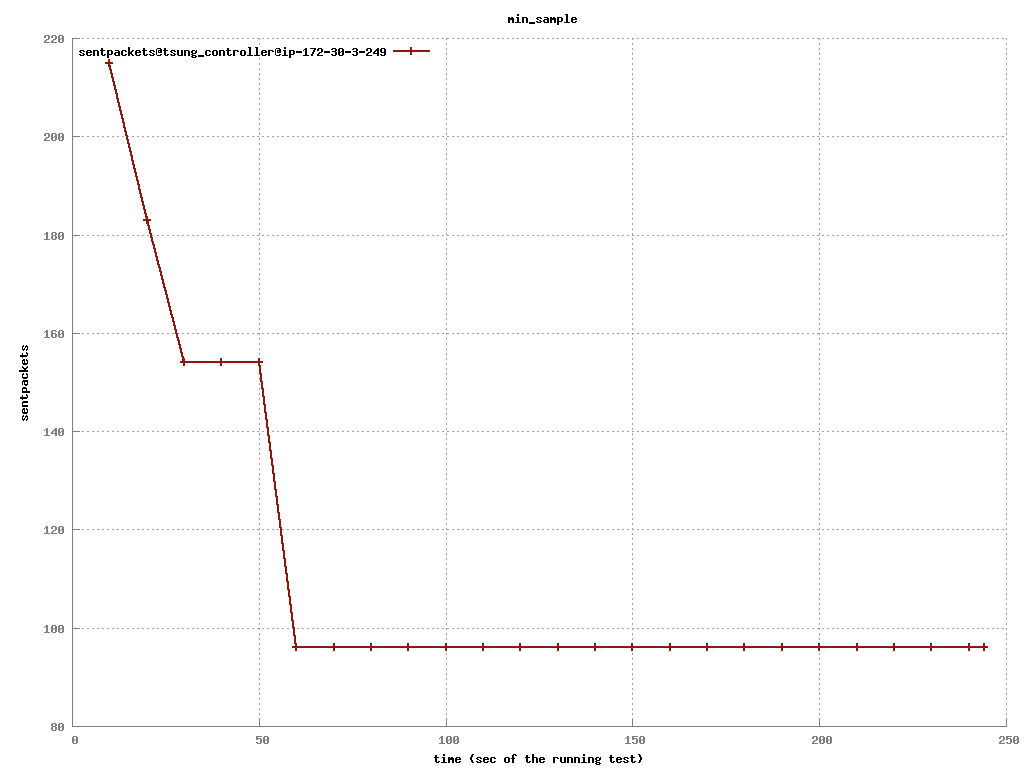 min_sample
sentpackets@tsung_controller@ip-172-30-3-249
220
200
180
160
140
120
100
80
sentpackets
0 50 100 150 200 250
time (sec of the running test)